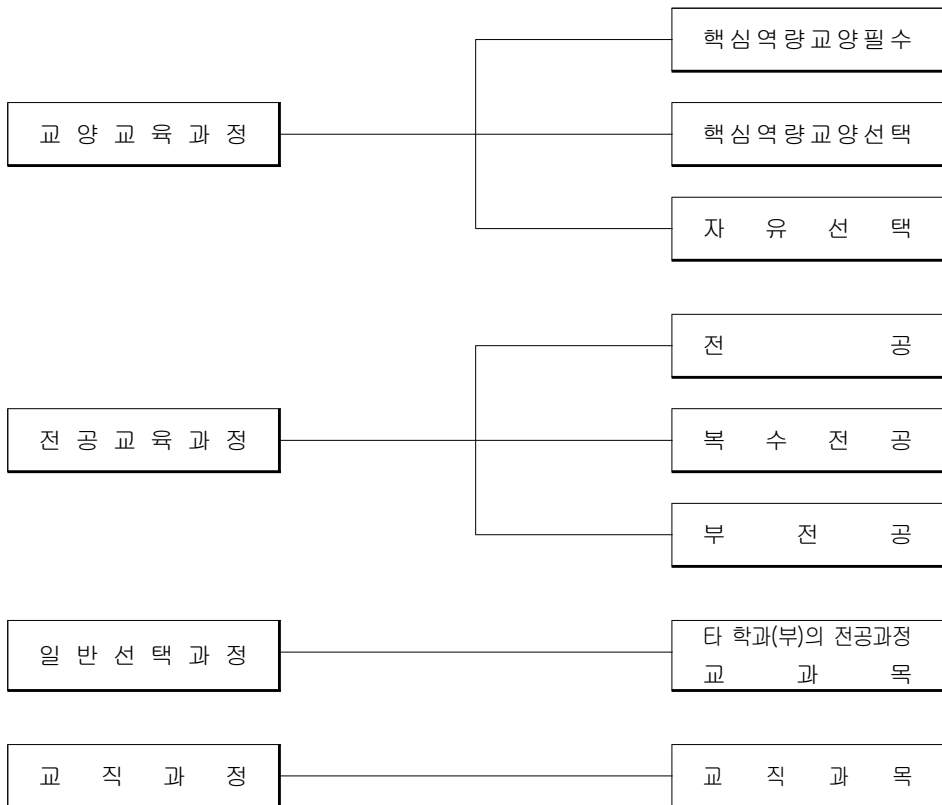 핵심역량교양필수
교양교육과정
핵심역량교양선택
자유선택
전공
전공교육과정
복수전공
부전공
일반선택과정
타 학과(부)의 전공과정
교과목
교직과정
교직과목